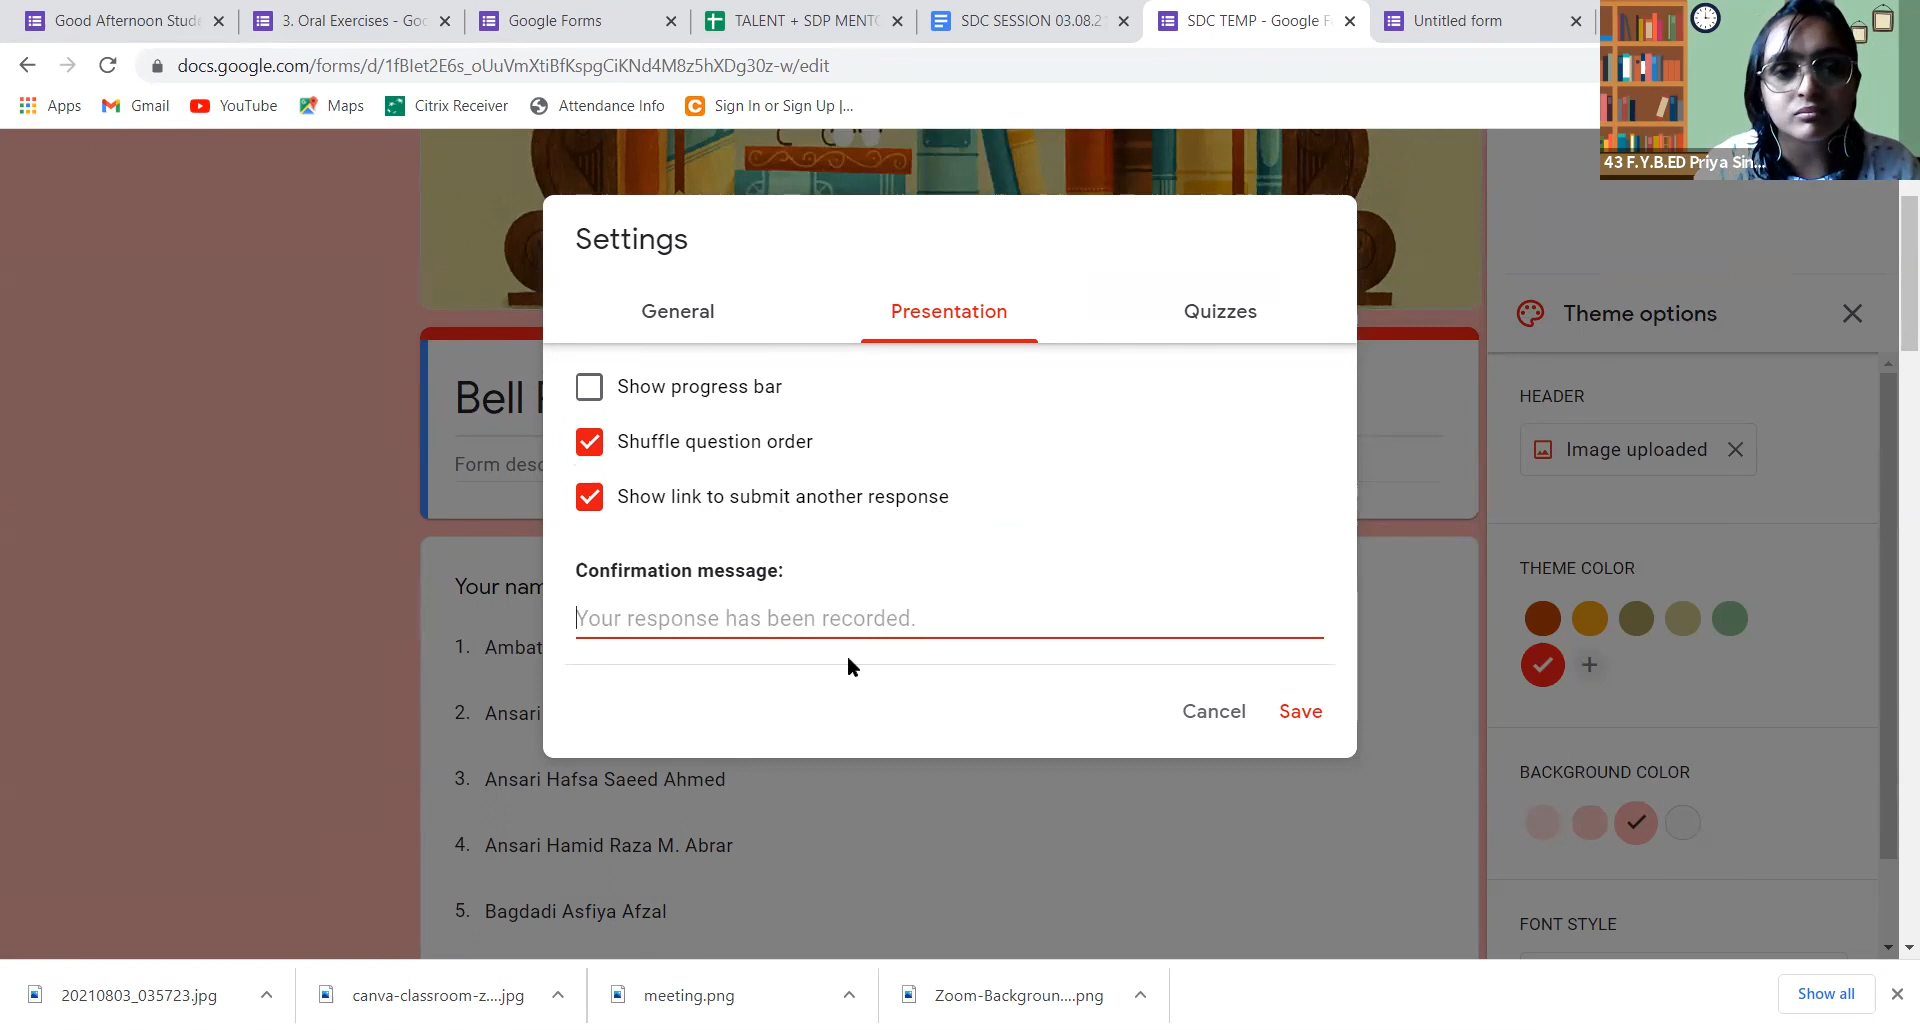 Good Afternoon Stude
3. Oral Exercises - Goo
Google Forms
TALENT + SDP MENTO
SDC SESSION 03.08.2
SDC TEMP - Google F
Untitled form
docs.google.com/forms/d/1fBIet2E6s_oUuVmXtiBfKspgCiKNd4M8z5hXDg30z-w/edit
Apps
Gmail
YouTube
Maps
Citrix Receiver
Attendance Info
Sign In or Sign Up |...
43 F.Y.B.ED Priya Sin...
Settings
General
Presentation
Quizzes
Show progress bar
Shuffle question order
Show link to submit another response
Confirmation message:
Your response has been recorded.
Cancel
Save
Bell
Form desc
Your nam
1. Ambat
2. Ansari
3. Ansari Hafsa Saeed Ahmed
4. Ansari Hamid Raza M. Abrar
5. Bagdadi Asfiya Afzal
Theme options
HEADER
Image uploaded
THEME COLOR
BACKGROUND COLOR
FONT STYLE
20210803_035723.jpg
canva-classroom-z....jpg
meeting.png
Zoom-Backgroun....png
Show all